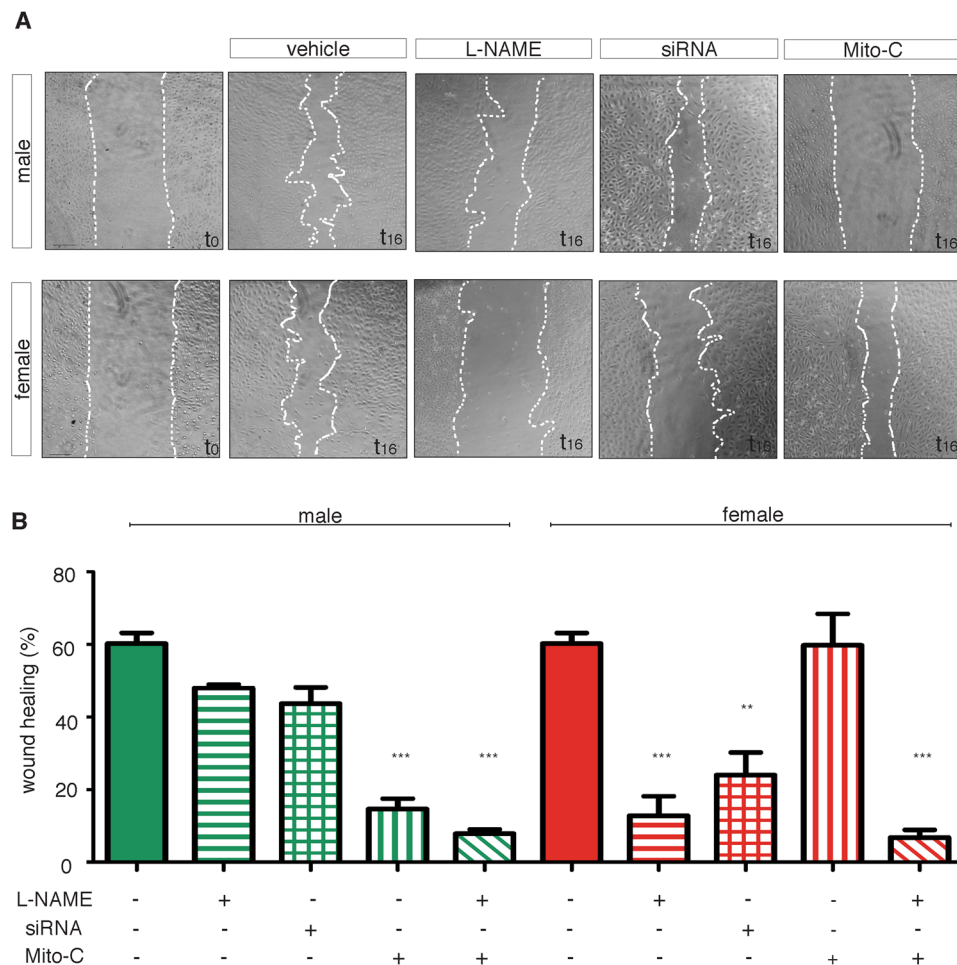 A
vehicle L-NAME siRNA Mito-C
male
t0 t16 t16 t16 t16
female
t0 t16 t16 t16 t16
B
male female
wound healing (%)
80
60
40
20
0
*** *** *** ** ***
L-NAME - + - - + - + - - +
siRNA - - + - - - - + - -
Mito-C - - - + + - - - + +